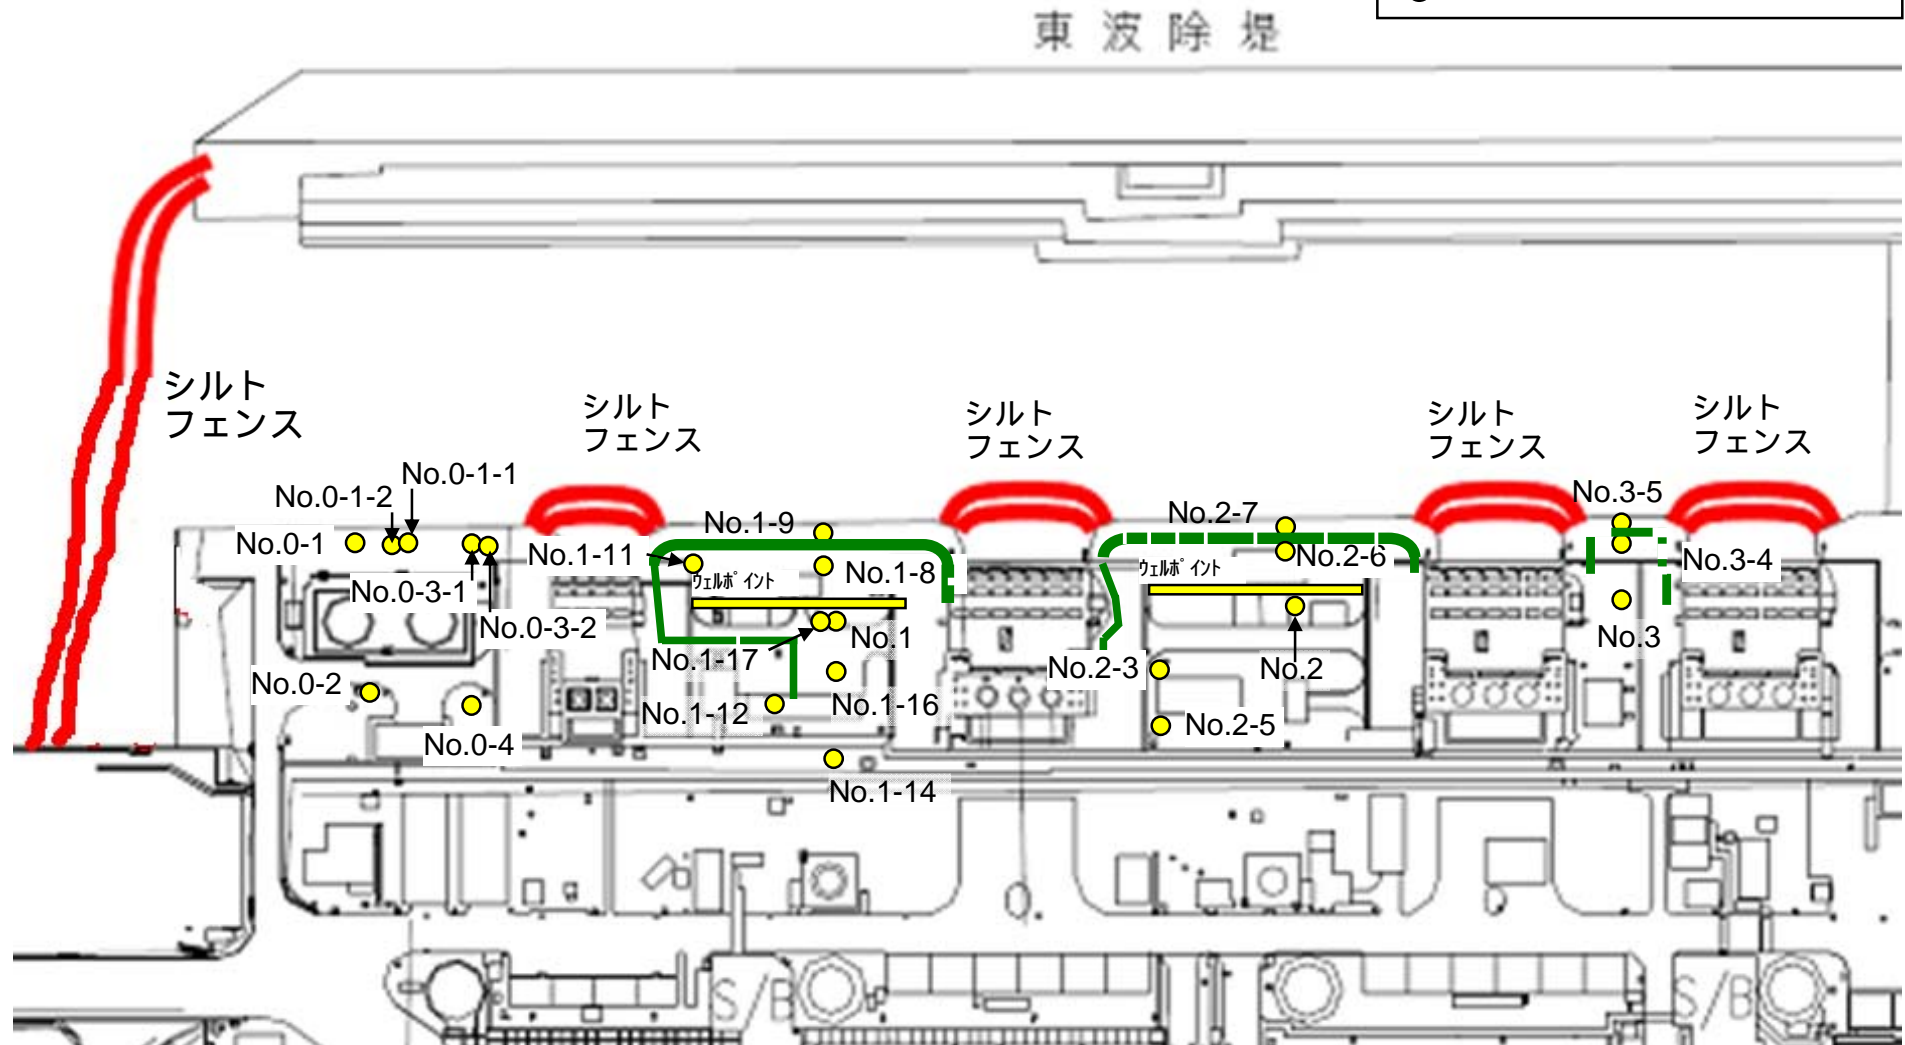 東波除堤
シルト
フェンス
シルト
フェンス
シルト
フェンス
シルト
フェンス
シルト
フェンス
No.0-1-1
No.0-1-2
No.0-1
No.0-3-1
No.0-3-2
No.0-2
No.0-4
No.1-9
No.1-11
No.1-8
ｳｪﾙﾎﾟｲﾝﾄ
No.1
No.1-17
No.1-16
No.1-12
No.1-14
No.2-7
No.2-6
ｳｪﾙﾎﾟｲﾝﾄ
No.2-3
No.2
No.2-5
No.3-5
No.3-4
No.3
S/B
S/B